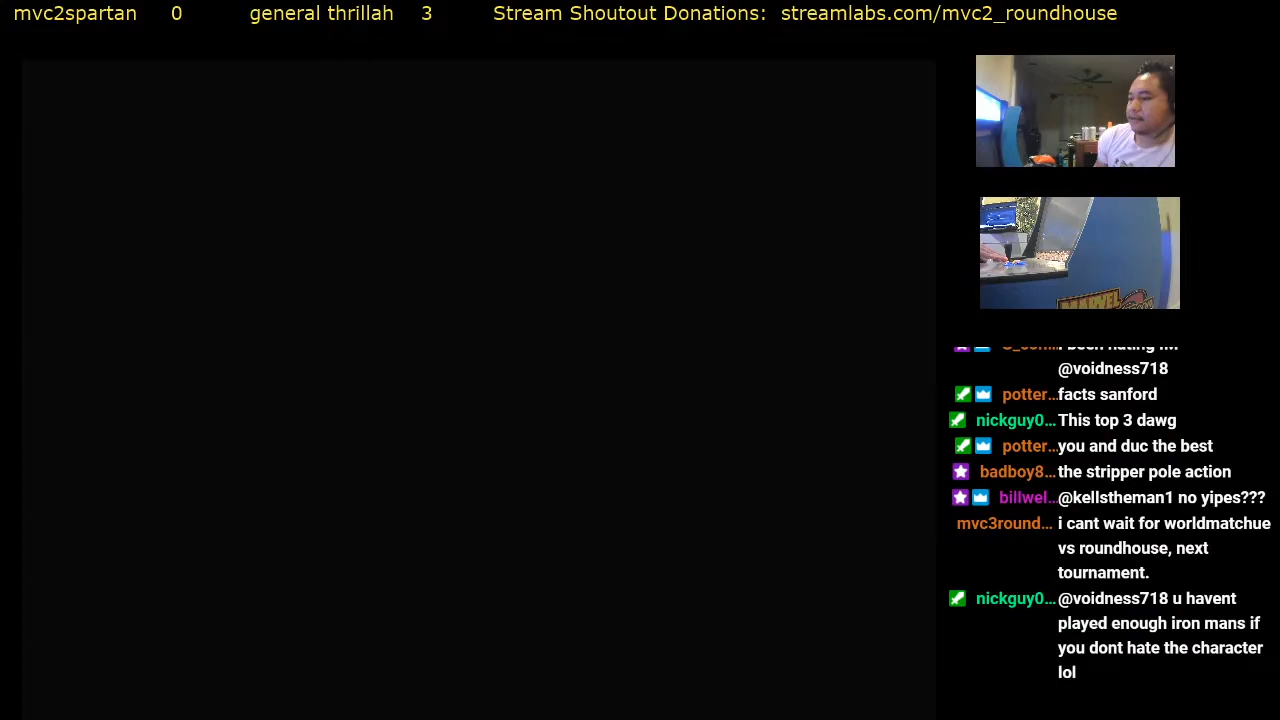 mvc2spartan 0 general thrillah 3 Stream Shoutout Donations: streamlabs.com/mvc2_roundhouse
MARVEL
@voidness718
potter… facts sanford
nickguy0… This top 3 dawg
potter… you and duc the best
badboy8… the stripper pole action
billwel… @kellstheman1 no yipes???
mvc3round… i cant wait for worldmatchue
vs roundhouse, next
tournament.
nickguy0… @voidness718 u havent
played enough iron mans if
you dont hate the character
lol